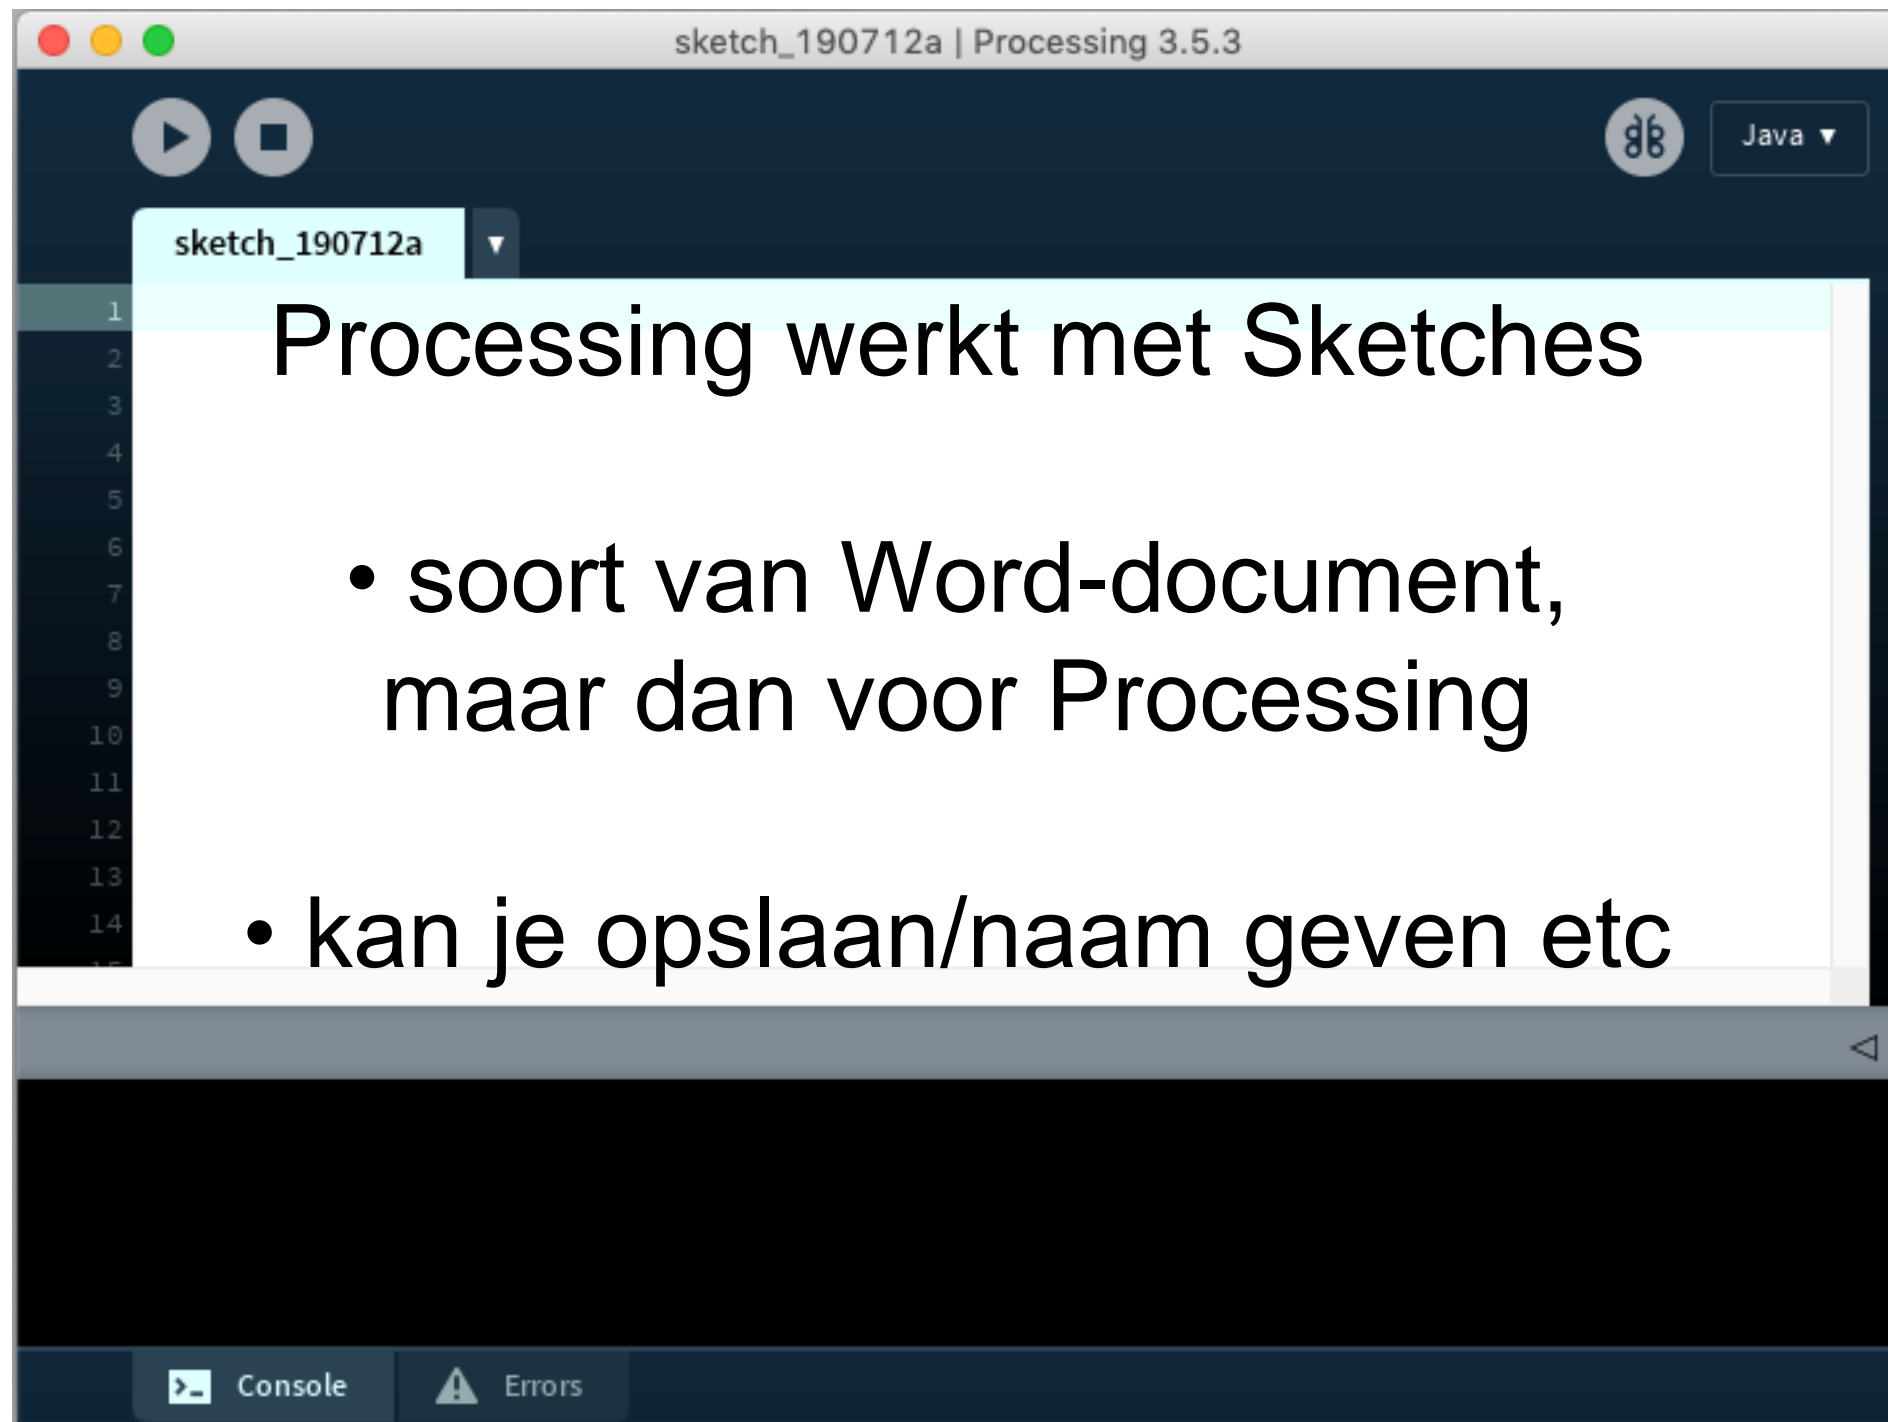 sketch_190712a | Processing 3.5.3
Java ▼
sketch_190712a ▼
1
Processing werkt met Sketches
2
3
4
5
6
• soort van Word-document,
7
8
9
maar dan voor Processing
10
11
12
13
14
• kan je opslaan/naam geven etc
>_ Console
Errors